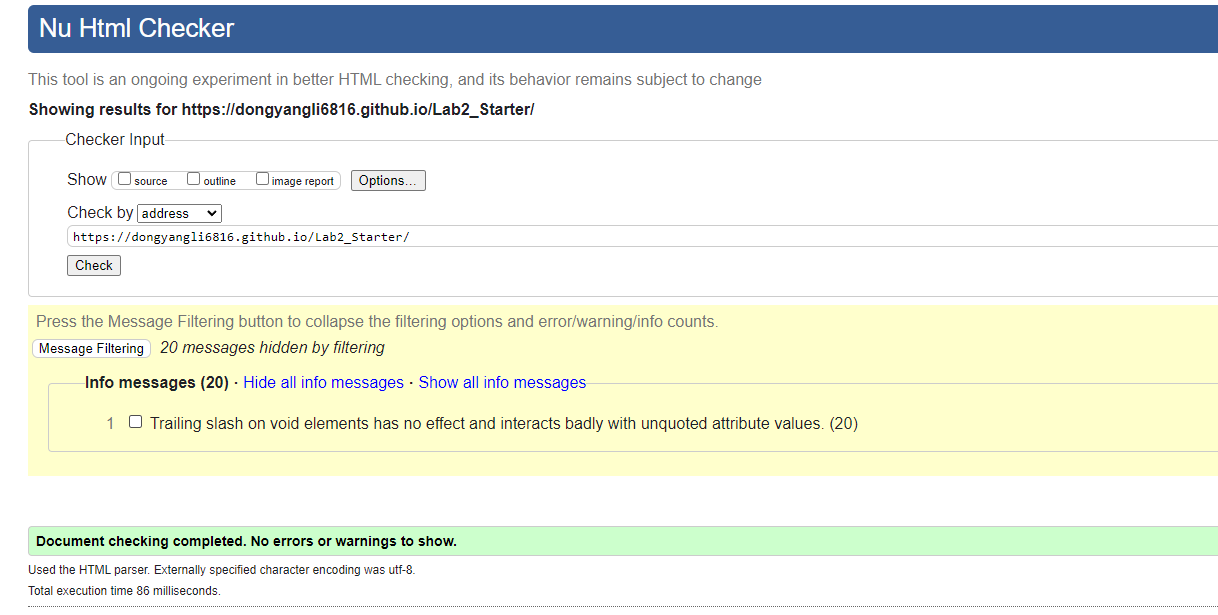 Nu Html Checker
This tool is an ongoing experiment in better HTML checking, and its behavior remains subject to change
Showing results for https://dongyangli6816.github.io/Lab2_Starter/
Checker Input
Show source outline image report Options...
Check by address
https://dongyangli6816.github.io/Lab2_Starter/
Check
Press the Message Filtering button to collapse the filtering options and error/warning/info counts.
Message Filtering 20 messages hidden by filtering
Info messages (20) · Hide all info messages · Show all info messages
1 Trailing slash on void elements has no effect and interacts badly with unquoted attribute values. (20)
Document checking completed. No errors or warnings to show.
Used the HTML parser. Externally specified character encoding was utf-8.
Total execution time 86 milliseconds.